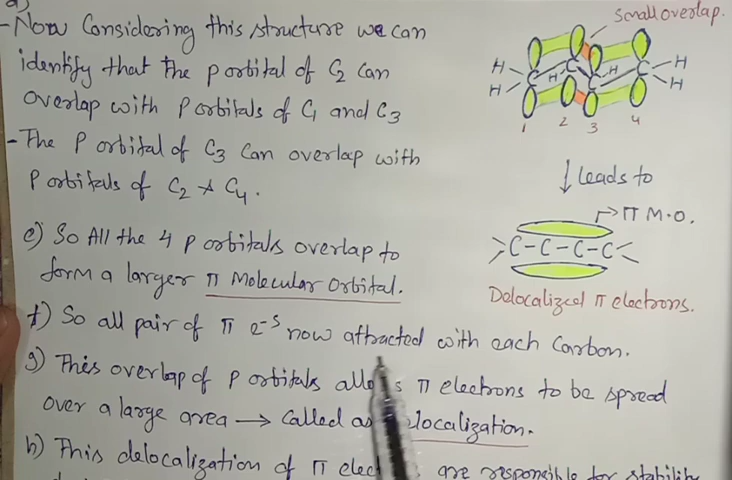 - Now Considering this structure we can
identify that the p orbital of C2 can
overlap with P orbitals of C1 and C3
- The P orbital of C3 can overlap with
P orbitals of C2 & C4.
e) So All the 4 p orbitals overlap to
form a larger π Molecular Orbital.
f) So all pair of π e-s now attracted with each Carbon.
g) This overlap of p orbitals π electrons to be spread
over a large area → Called as
h) This delocalization of π are responsible for stability
Small overlap.
H C C C C H
H H H H
1 2 3 4
↓ Leads to
→ π M.O.
C-C-C-C
Delocalized π electrons.